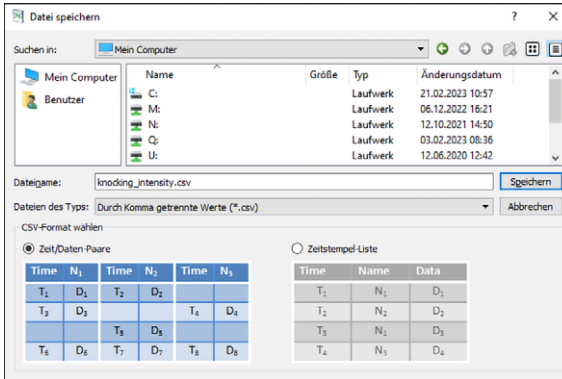 Datei speichern ? X
Suchen in: Mein Computer
Mein Computer
Benutzer
Name Größe Typ Änderungsdatum
C: Laufwerk 21.02.2023 10:57
M: Laufwerk 06.12.2022 16:21
N: Laufwerk 12.10.2021 14:50
Q: Laufwerk 03.02.2023 08:36
U: Laufwerk 12.06.2020 12:42
Dateiname: knocking_intensity.csv Speichern
Dateien des Typs: Durch Komma getrennte Werte (*.csv) Abbrechen
CSV-Format wählen
Zeit/Daten-Paare
Time N₁ Time N₂ Time N₃
T₁ D₁ T₂ D₂
T₃ D₃ T₄ D₄
T₅ D₅
T₆ D₆ T₇ D₇ T₈ D₈
Zeitstempel-Liste
Time Name Data
T₁ N₁ D₁
T₂ N₂ D₂
T₃ N₁ D₃
T₄ N₃ D₄